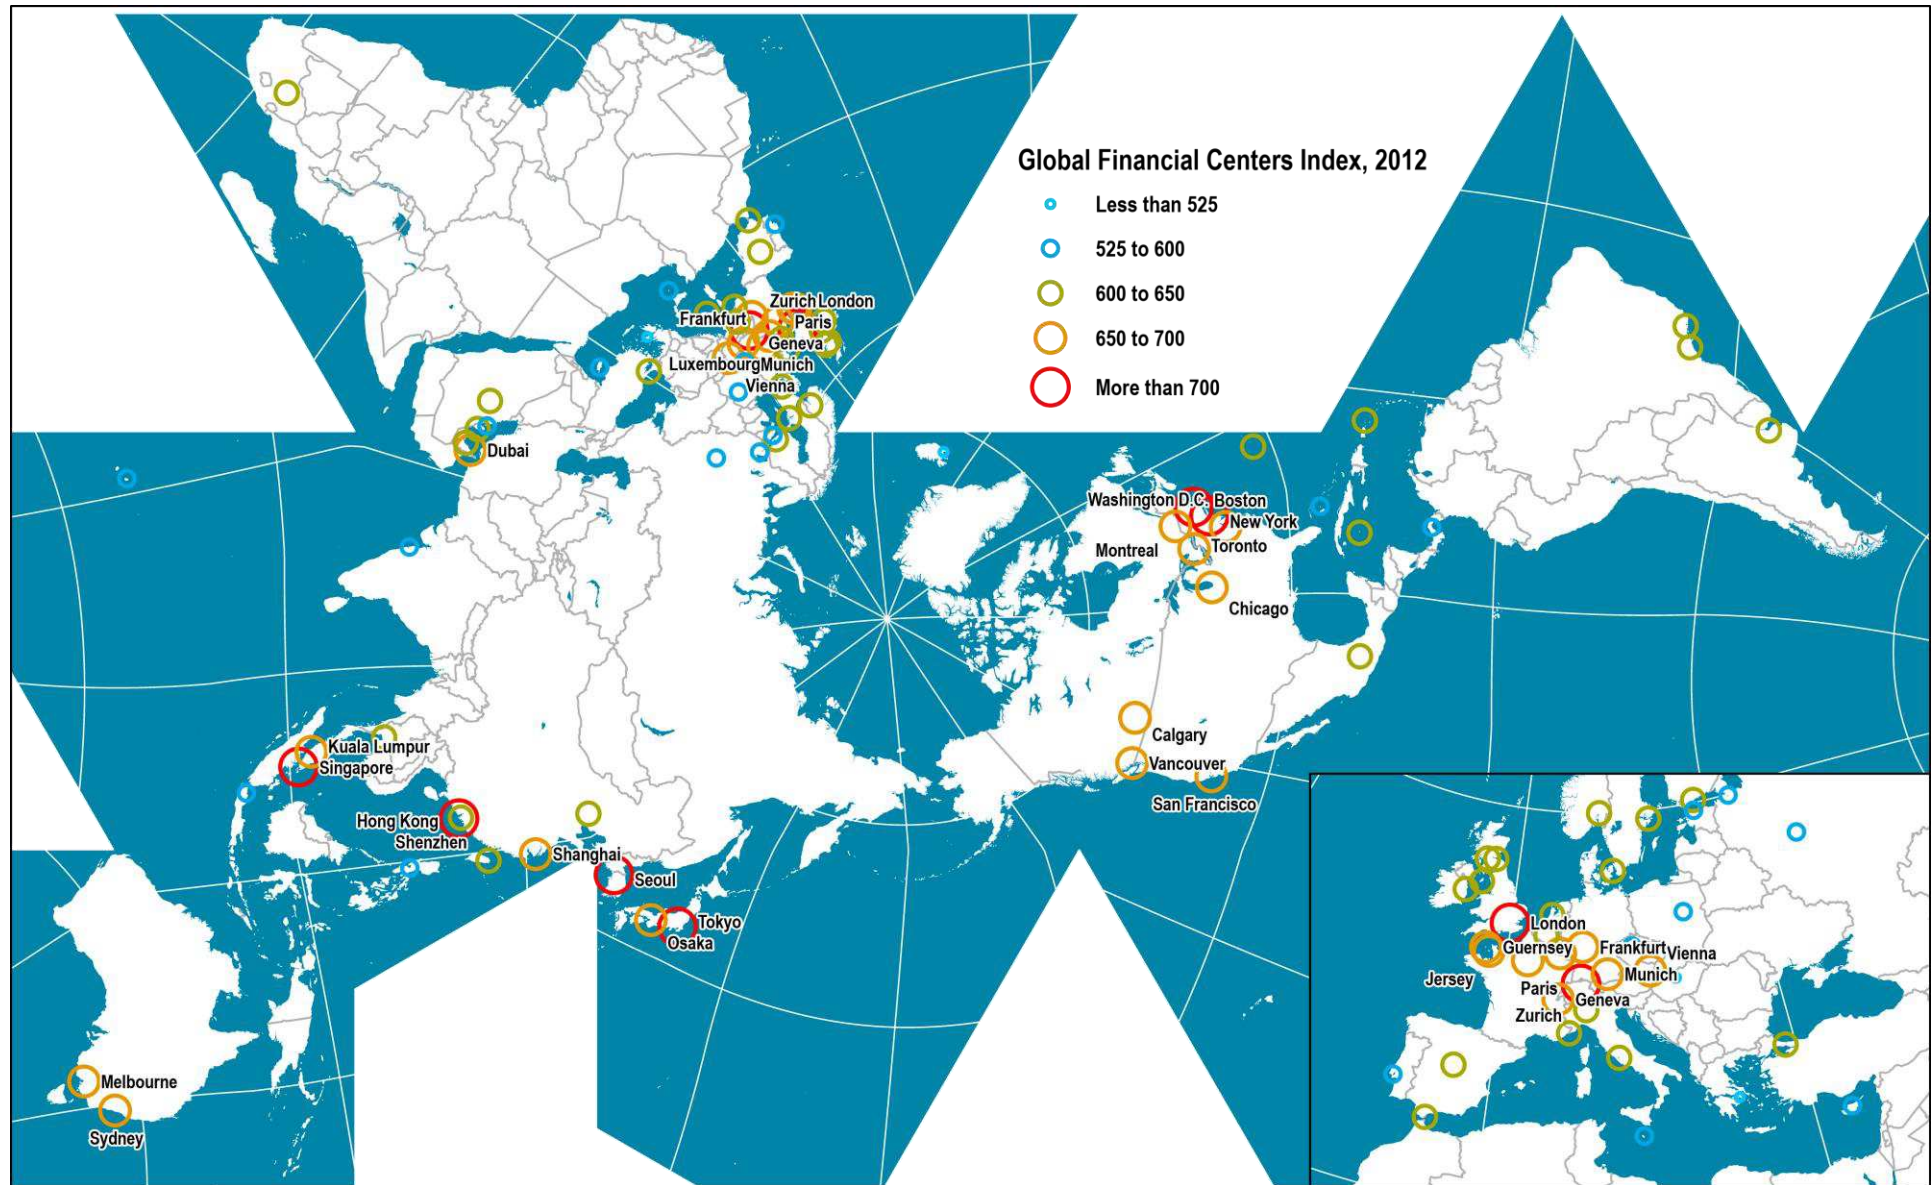 Global Financial Centers Index, 2012
Less than 525
525 to 600
600 to 650
650 to 700
More than 700
Zurich London
Frankfurt
Paris
Geneva
Luxembourg Munich
Vienna
Dubai
Washington D.C. Boston
New York
Montreal
Toronto
Chicago
Calgary
Vancouver
San Francisco
Kuala Lumpur
Singapore
Hong Kong
Shenzhen
Shanghai
Seoul
Tokyo
Osaka
Melbourne
Sydney
London
Guernsey
Frankfurt
Vienna
Jersey
Munich
Paris
Geneva
Zurich